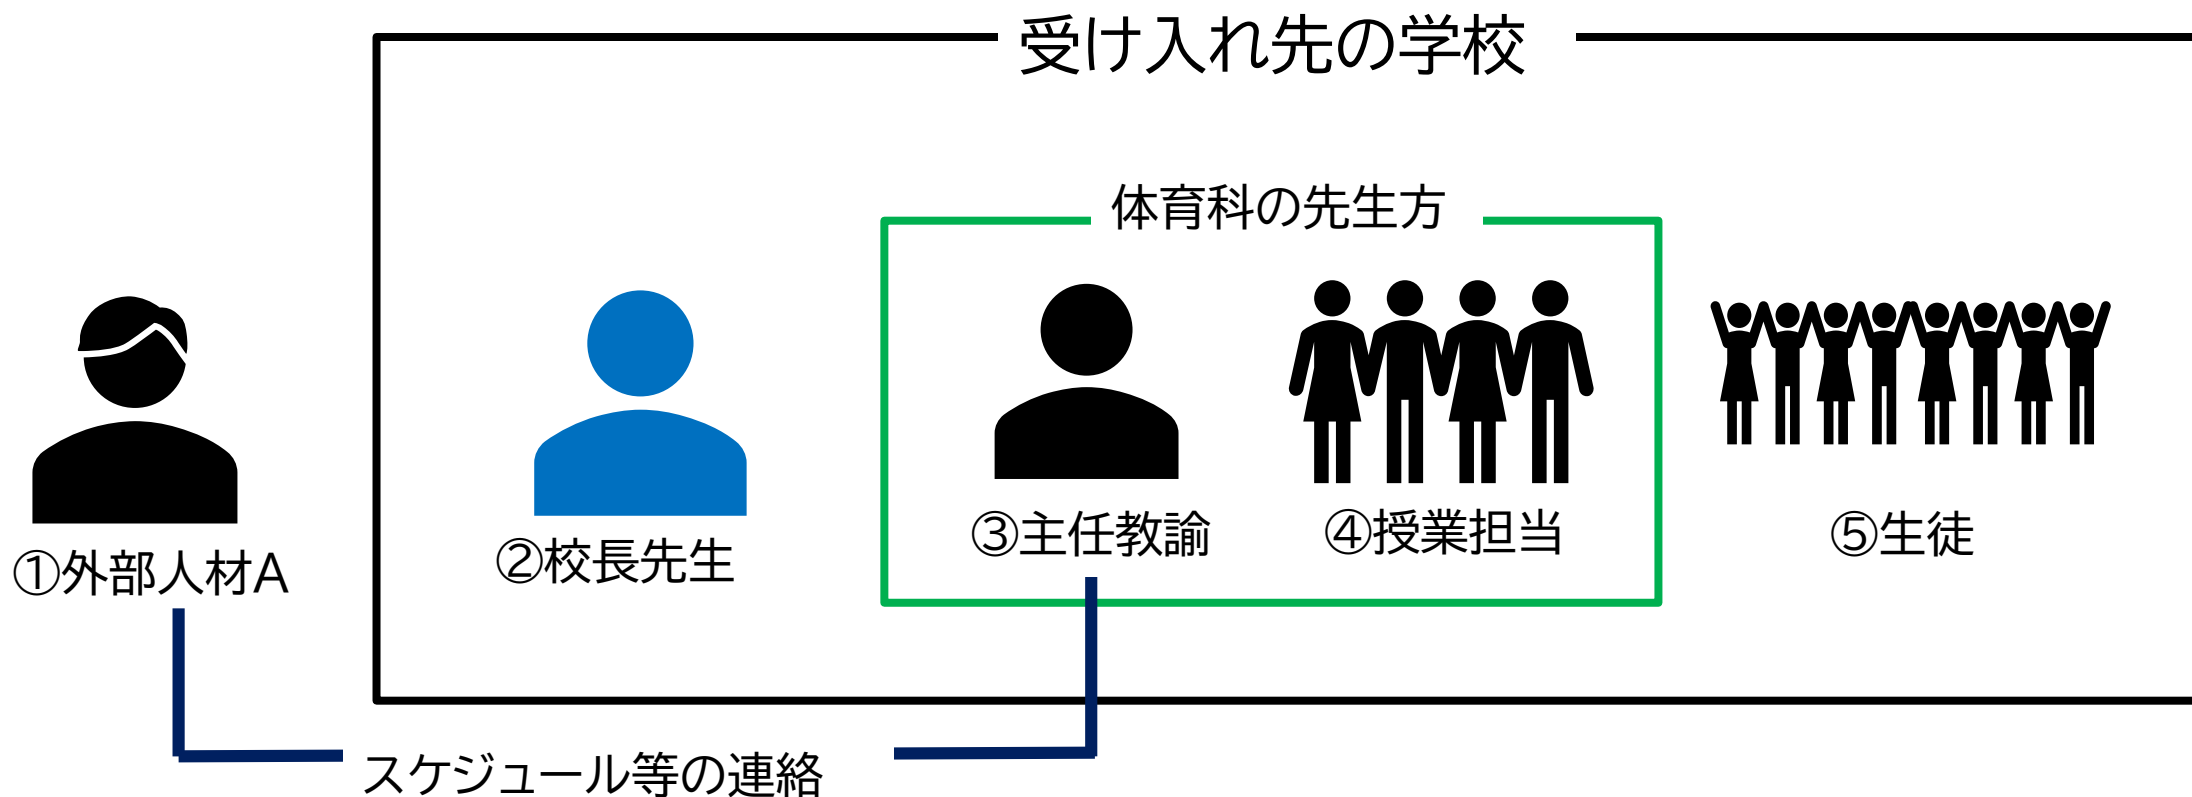 受け入れ先の学校
体育科の先生方
①外部人材A
②校長先生
③主任教諭
④授業担当
⑤生徒
スケジュール等の連絡